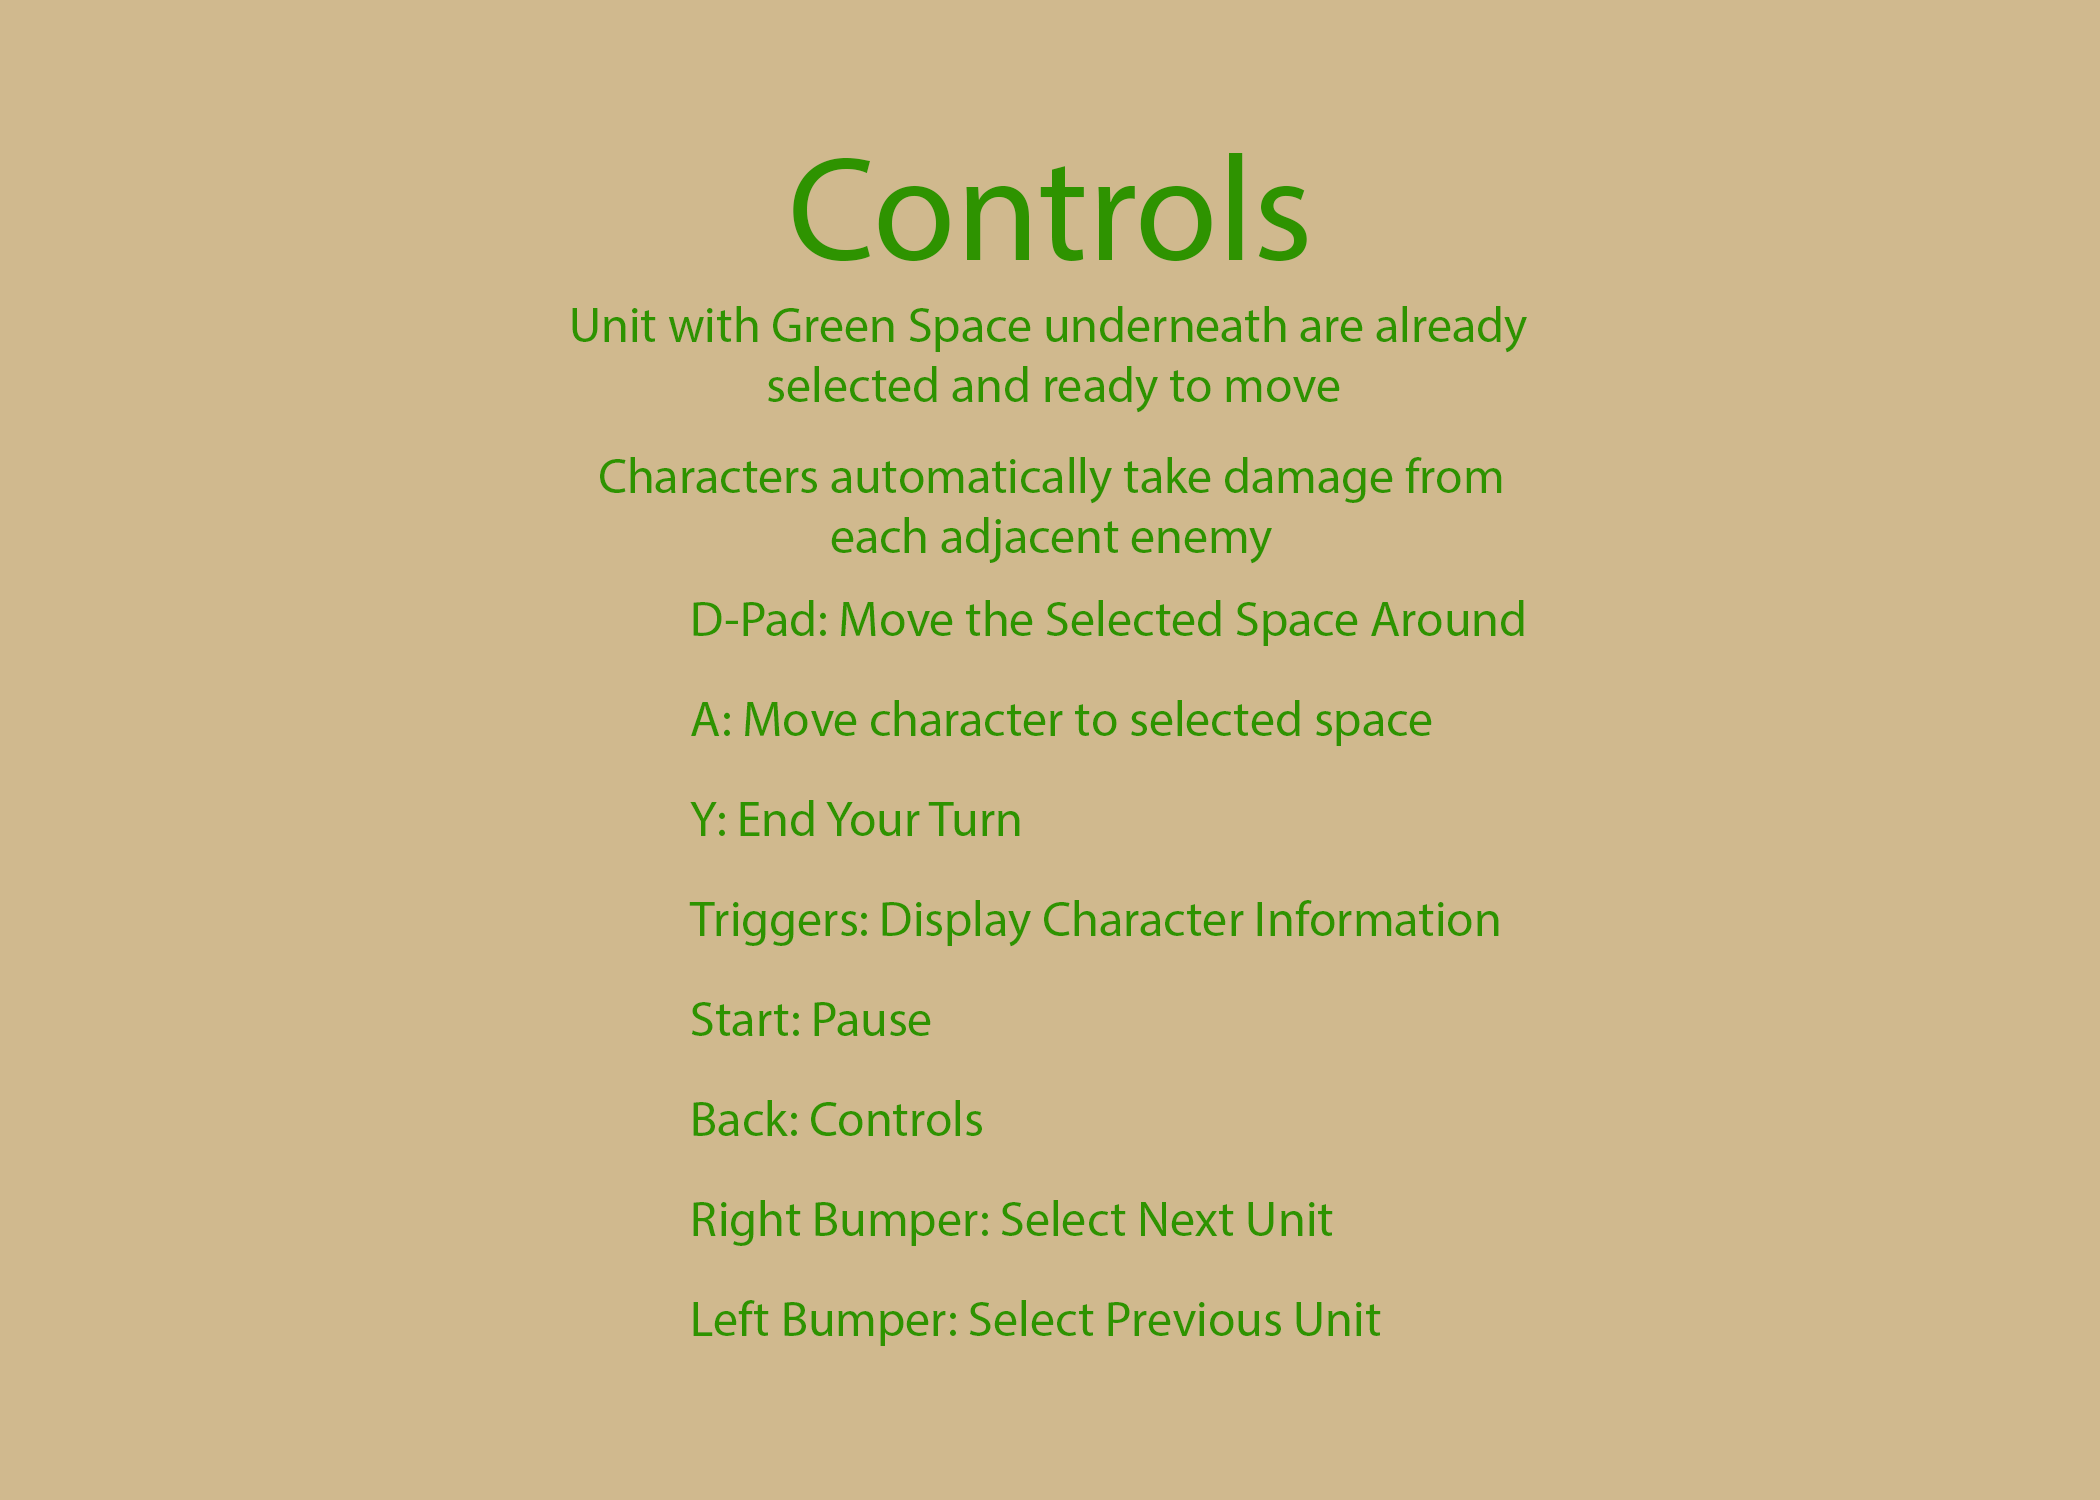 Controls
Unit with Green Space underneath are already
selected and ready to move
Characters automatically take damage from
each adjacent enemy
D-Pad: Move the Selected Space Around
A: Move character to selected space
Y: End Your Turn
Triggers: Display Character Information
Start: Pause
Back: Controls
Right Bumper: Select Next Unit
Left Bumper: Select Previous Unit